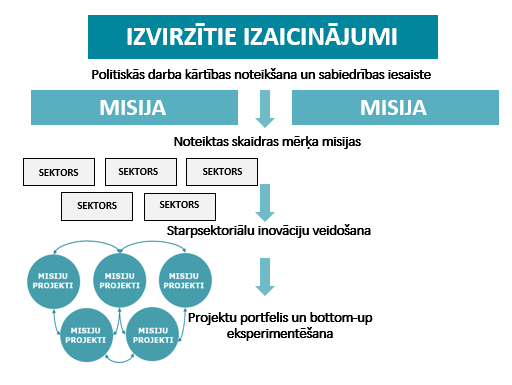 IZVIRZĪTIE IZAICINĀJUMI
Politiskās darba kārtības noteikšana un sabiedrības iesaiste
MISIJA
MISIJA
Noteiktas skaidras mērķa misijas
SEKTORS
SEKTORS
SEKTORS
SEKTORS
SEKTORS
Starpsektoriālu inovāciju veidošana
MISIJU
PROJEKTI
MISIJU
PROJEKTI
MISIJU
PROJEKTI
MISIJU
PROJEKTI
MISIJU
PROJEKTI
Projektu portfelis un bottom-up
eksperimentēšana